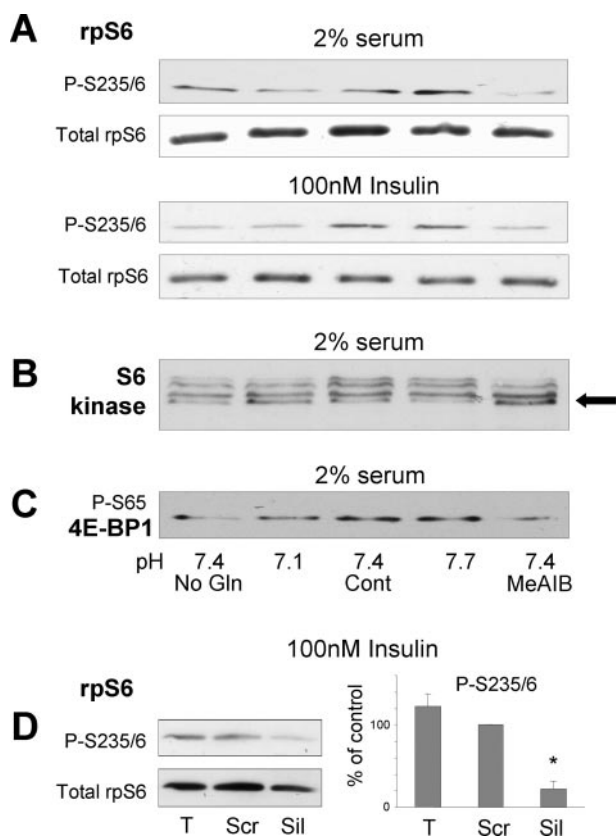 A rpS6 2% serum
P-S235/6
Total rpS6
100nM Insulin
P-S235/6
Total rpS6
2% serum
B S6
kinase
2% serum
C P-S65
4E-BP1
pH 7.4 7.1 7.4 7.7 7.4
No Gln Cont MeAIB
100nM Insulin
rpS6
D P-S235/6
Total rpS6
T Scr Sil
P-S235/6
% of control
100
0
*
T Scr Sil